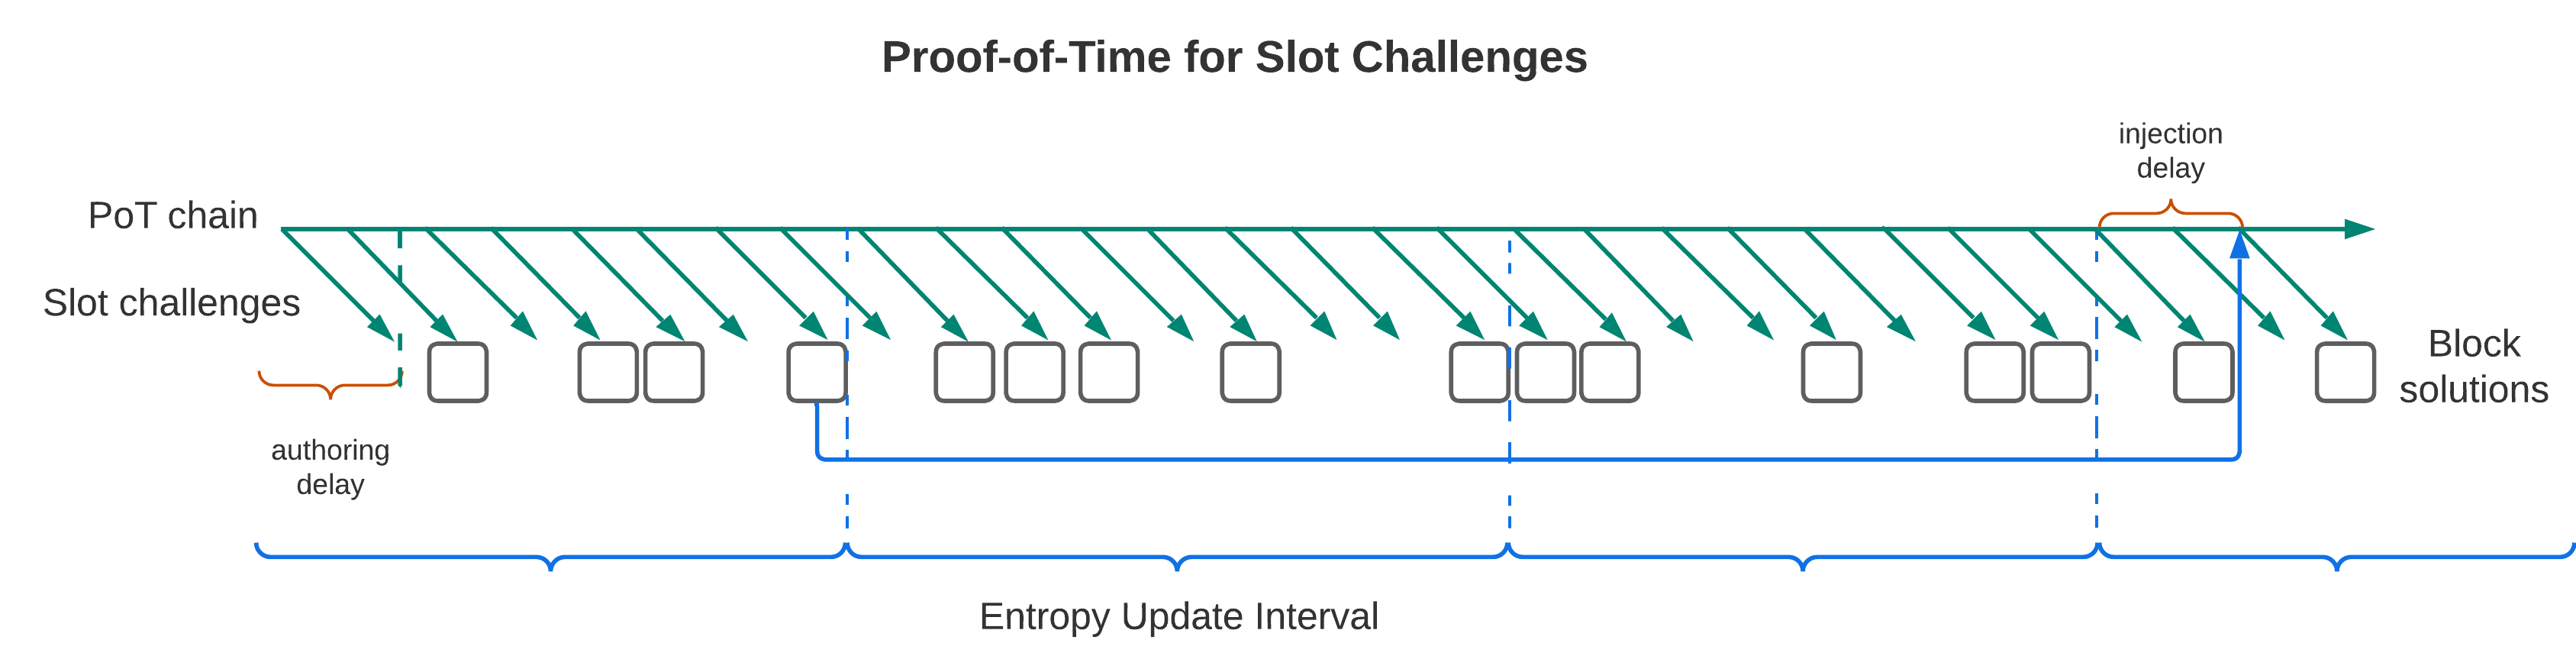 Proof-of-Time for Slot Challenges
injection
delay
PoT chain
Slot challenges
Block
solutions
authoring
delay
Entropy Update Interval